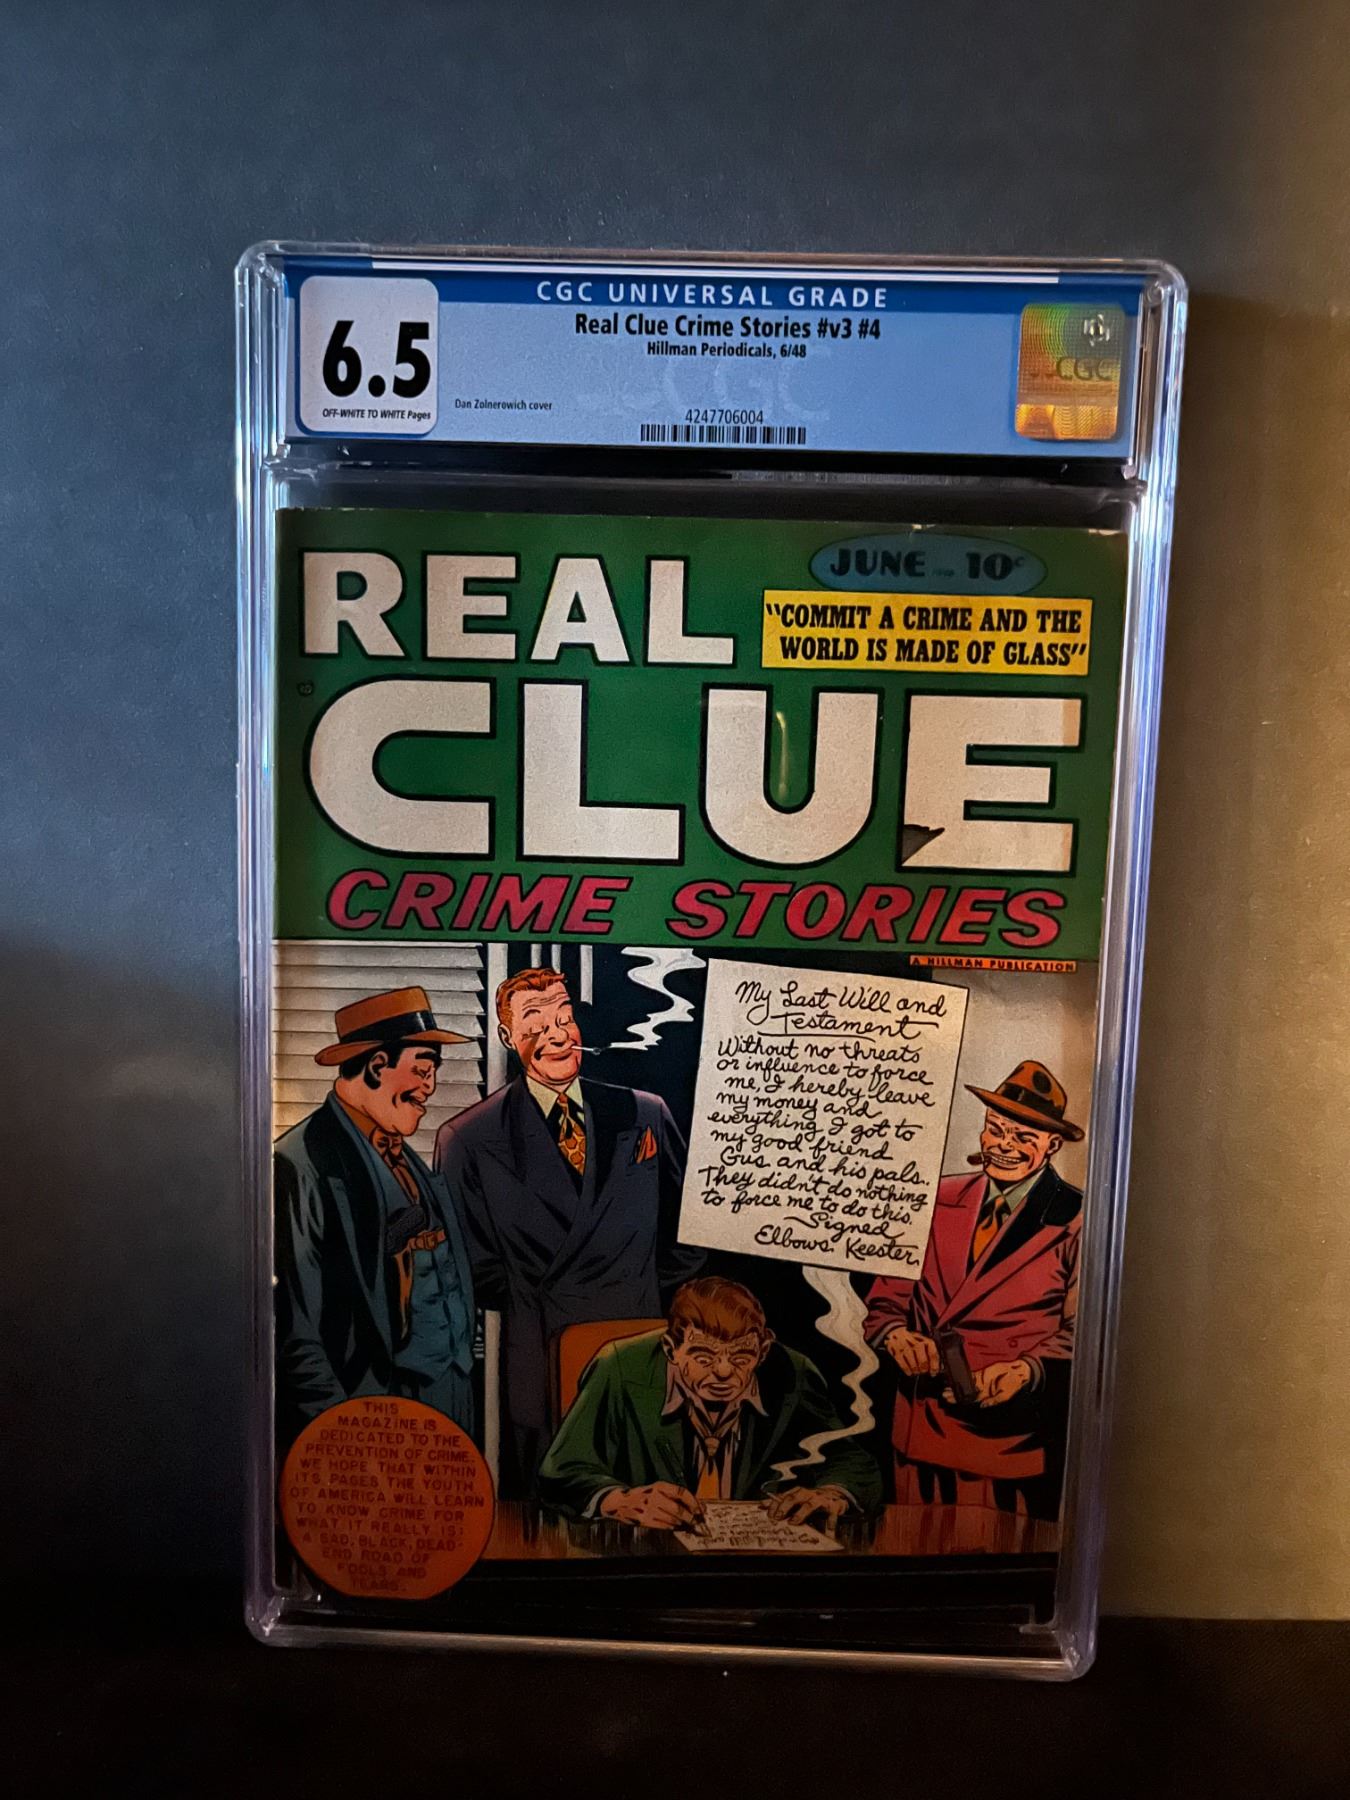 CGC UNIVERSAL GRADE
Real Clue Crime Stories #v3 #4
Hillman Periodicals, 6/48
6.5
OFF-WHITE TO WHITE Pages
Dan Zolnerowich cover
4247706004
CGC
CGC
JUNE 10¢
REAL
"COMMIT A CRIME AND THE
WORLD IS MADE OF GLASS"
CLUE
CRIME STORIES
A HILLMAN PUBLICATION
My Last Will and
Testament
Without no threats
or influence to force
me, I hereby leave
my money and
everything I got to
my good friend
Gus and his pals.
They didn't do nothing
to force me to do this.
Signed
Elbows Keester.
THIS
MAGAZINE IS
DEDICATED TO THE
PREVENTION OF CRIME.
WE HOPE THAT WITHIN
ITS PAGES THE YOUTH
OF AMERICA WILL LEARN
TO KNOW CRIME FOR
WHAT IT REALLY IS:
A SAD, BLACK, DEAD-
END ROAD OF
FOOLS AND
TEARS.